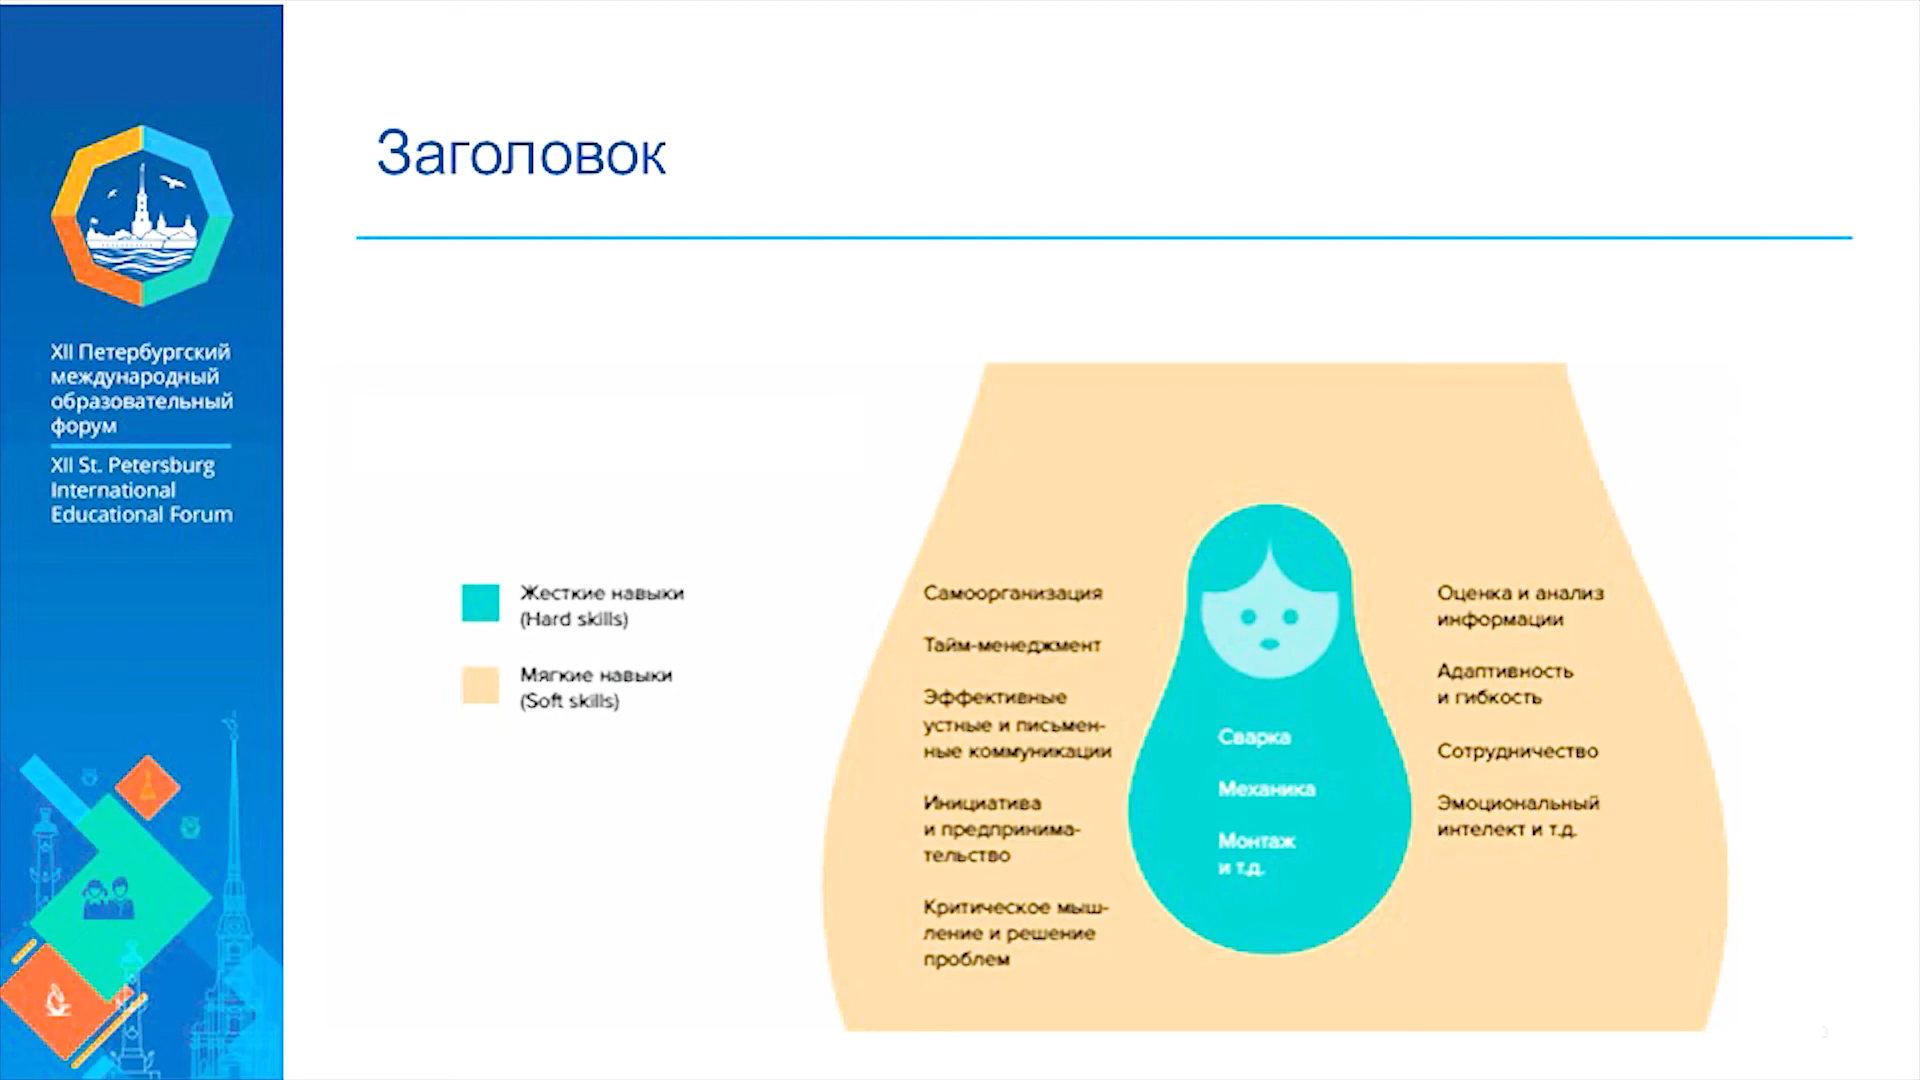 Заголовок
XII Петербургский
международный
образовательный
форум
XII St. Petersburg
International
Educational Forum
Жесткие навыки
(Hard skills)
Мягкие навыки
(Soft skills)
Самоорганизация
Тайм-менеджмент
Эффективные
устные и письмен-
ные коммуникации
Инициатива
и предпринима-
тельство
Критическое мыш-
ление и решение
проблем
Сварка
Механика
Монтаж
и т.д.
Оценка и анализ
информации
Адаптивность
и гибкость
Сотрудничество
Эмоциональный
интелект и т.д.
3